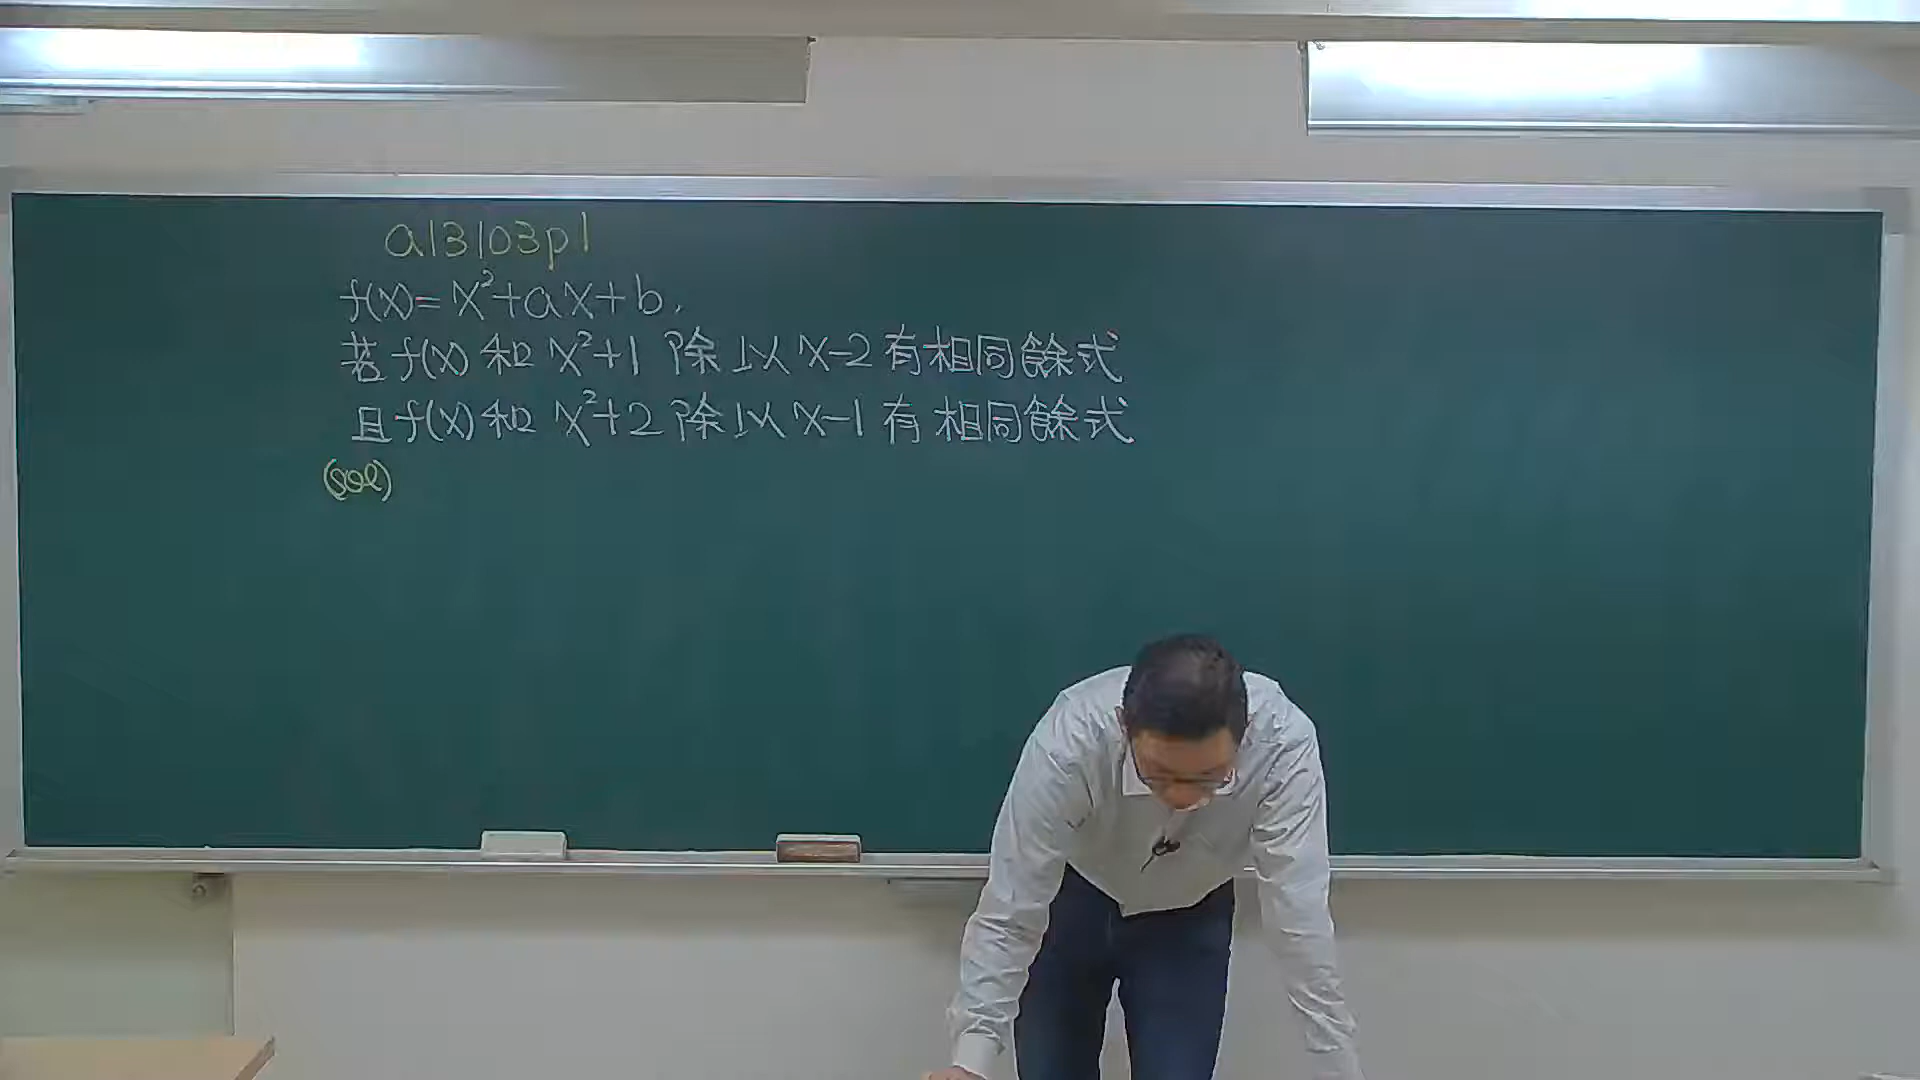 a13103p1
f(x)=x²+ax+b,
若f(x)和x²+1除以x-2有相同餘式
且f(x)和x²+2除以x-1有相同餘式
(sol)